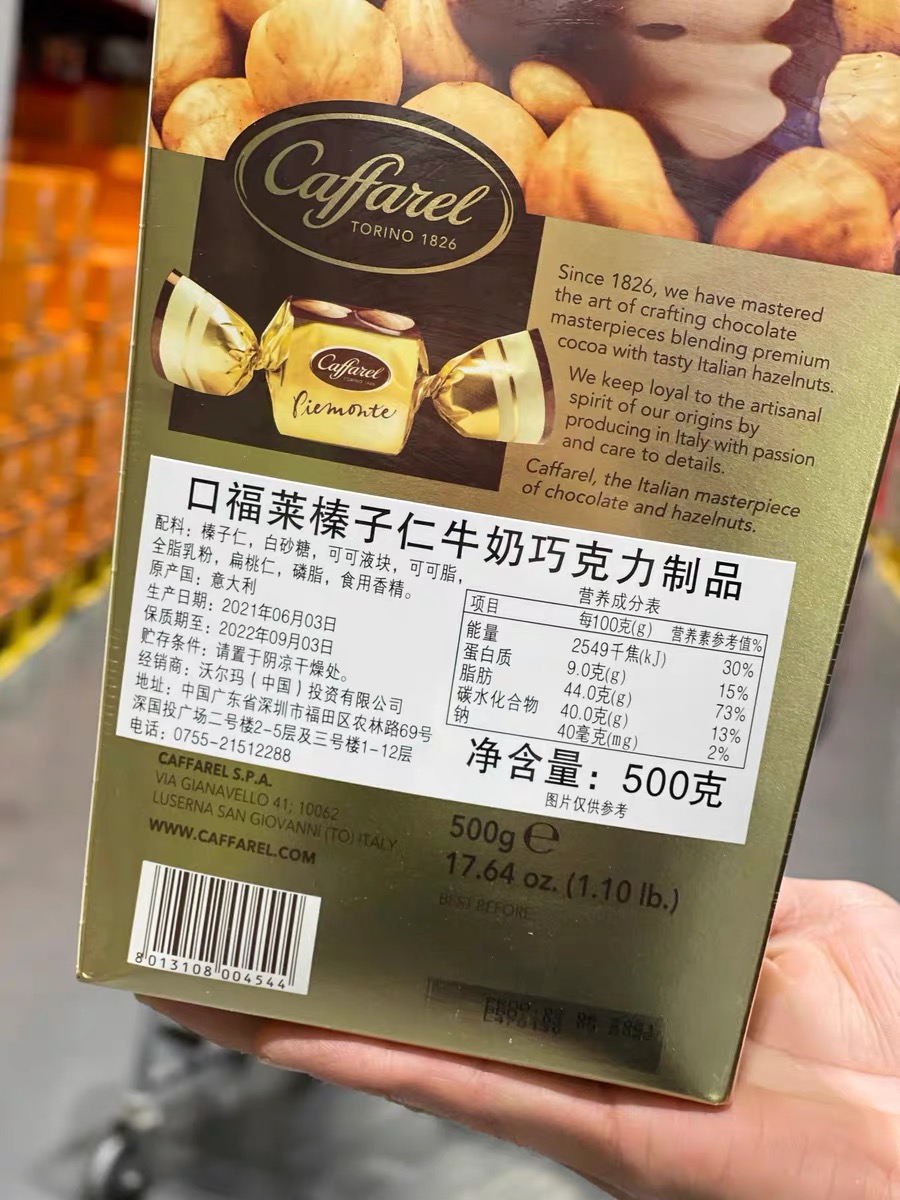 Caffarel
TORINO 1826
Caffarel
Piemonte
Since 1826, we have mastered
the art of crafting chocolate
masterpieces blending premium
cocoa with tasty Italian hazelnuts.
We keep loyal to the artisanal
spirit of our origins by
producing in Italy with passion
and care to details.
Caffarel, the Italian masterpiece
of chocolate and hazelnuts.
口福莱榛子仁牛奶巧克力制品
配料：榛子仁，白砂糖，可可液块，可可脂，
全脂乳粉，扁桃仁，磷脂，食用香精。
原产国：意大利
生产日期：2021年06月03日
保质期至：2022年09月03日
贮存条件：请置于阴凉干燥处。
经销商：沃尔玛（中国）投资有限公司
地址：中国广东省深圳市福田区农林路69号
深国投广场二号楼2-5层及三号楼1-12层
电话：0755-21512288
营养成分表
项目 每100克(g) 营养素参考值%
能量 2549千焦(kJ) 30%
蛋白质 9.0克(g) 15%
脂肪 44.0克(g) 73%
碳水化合物 40.0克(g) 13%
钠 40毫克(mg) 2%
净含量：500克
图片仅供参考
CAFFAREL S.P.A.
VIA GIANAVELLO 41, 10062
LUSERNA SAN GIOVANNI (TO) ITALY
WWW.CAFFAREL.COM
500g ℮
17.64 oz. (1.10 lb.)
BEST BEFORE
8 013108 004544